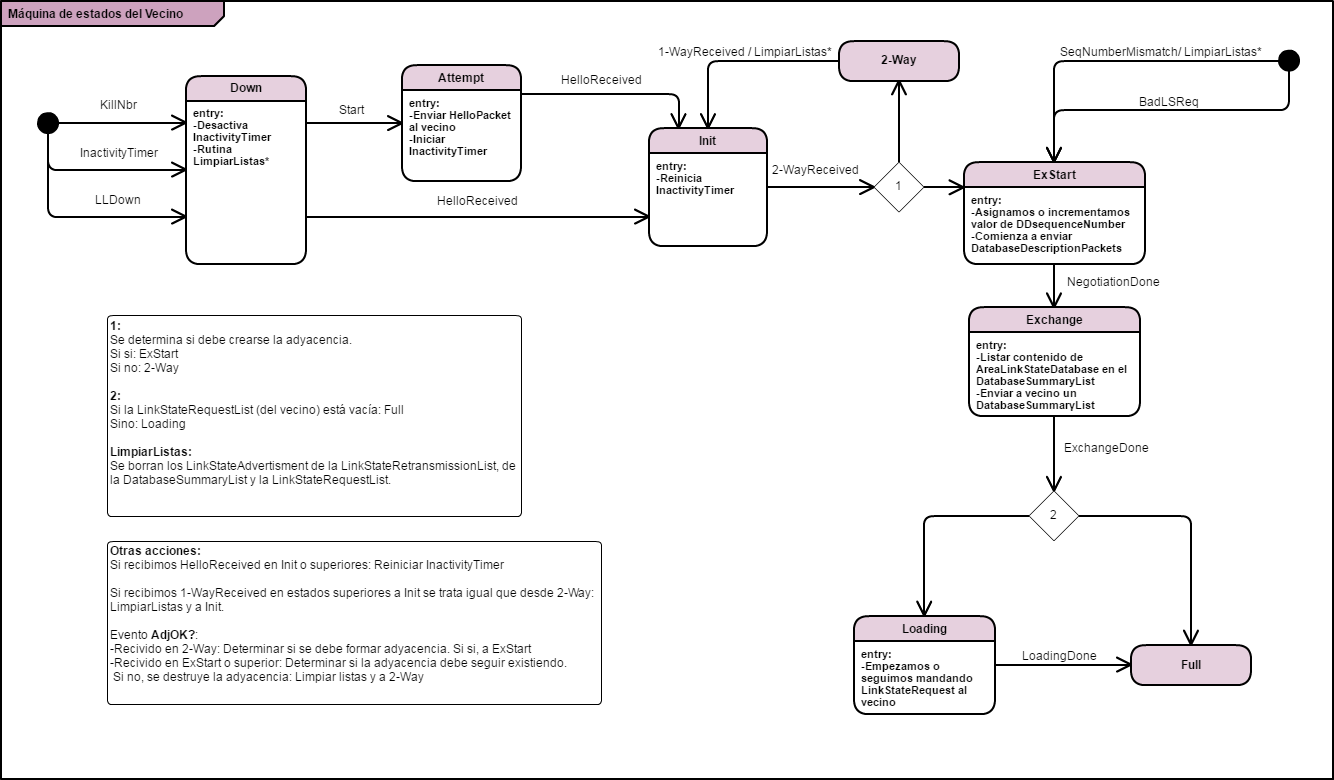 Máquina de estados del Vecino
KillNbr
InactivityTimer
LLDown
Down
entry:
-Desactiva
InactivityTimer
-Rutina
LimpiarListas*
Start
Attempt
entry:
-Enviar HelloPacket
al vecino
-Iniciar
InactivityTimer
HelloReceived
HelloReceived
1-WayReceived / LimpiarListas*
Init
entry:
-Reinicia
InactivityTimer
2-WayReceived
2-Way
1
SeqNumberMismatch/ LimpiarListas*
BadLSReq
ExStart
entry:
-Asignamos o incrementamos
valor de DDsequenceNumber
-Comienza a enviar
DatabaseDescriptionPackets
NegotiationDone
Exchange
entry:
-Listar contenido de
AreaLinkStateDatabase en el
DatabaseSummaryList
-Enviar a vecino un
DatabaseSummaryList
ExchangeDone
2
Loading
entry:
-Empezamos o
seguimos mandando
LinkStateRequest al
vecino
LoadingDone
Full
1:
Se determina si debe crearse la adyacencia.
Si si: ExStart
Si no: 2-Way
2:
Si la LinkStateRequestList (del vecino) está vacía: Full
Sino: Loading
LimpiarListas:
Se borran los LinkStateAdvertisment de la LinkStateRetransmissionList, de
la DatabaseSummaryList y la LinkStateRequestList.
Otras acciones:
Si recibimos HelloReceived en Init o superiores: Reiniciar InactivityTimer
Si recibimos 1-WayReceived en estados superiores a Init se trata igual que desde 2-Way:
LimpiarListas y a Init.
Evento AdjOK?:
-Recivido en 2-Way: Determinar si se debe formar adyacencia. Si si, a ExStart
-Recivido en ExStart o superior: Determinar si la adyacencia debe seguir existiendo.
Si no, se destruye la adyacencia: Limpiar listas y a 2-Way